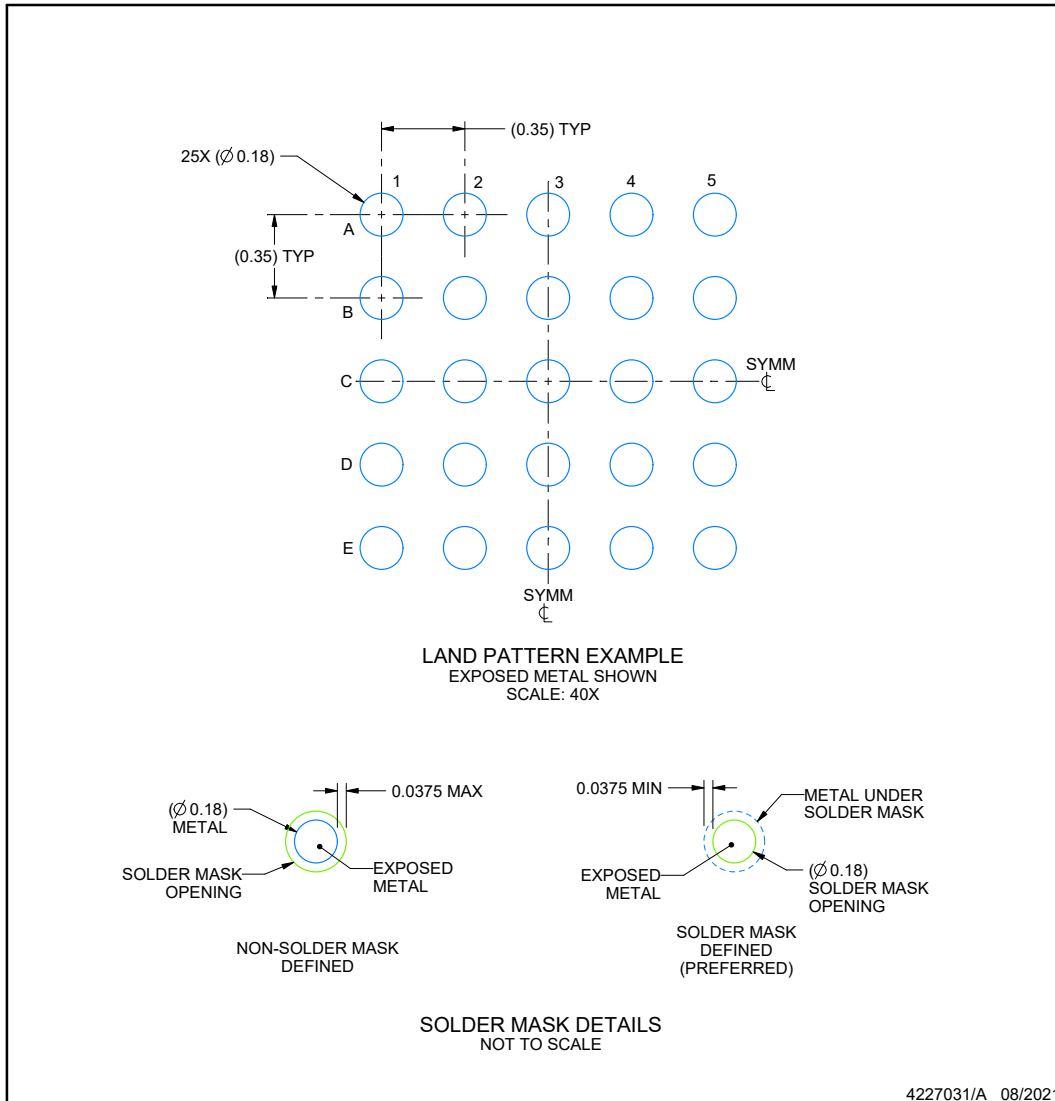 (0.35) TYP
25X (Ø 0.18)
1
2
3
4
5
A
(0.35) TYP
B
C
SYMM
℄
D
E
SYMM
℄
LAND PATTERN EXAMPLE
EXPOSED METAL SHOWN
SCALE: 40X
0.0375 MAX
(Ø 0.18)
METAL
SOLDER MASK
OPENING
EXPOSED
METAL
NON-SOLDER MASK
DEFINED
0.0375 MIN
METAL UNDER
SOLDER MASK
EXPOSED
METAL
(Ø 0.18)
SOLDER MASK
OPENING
SOLDER MASK
DEFINED
(PREFERRED)
SOLDER MASK DETAILS
NOT TO SCALE
4227031/A 08/2021